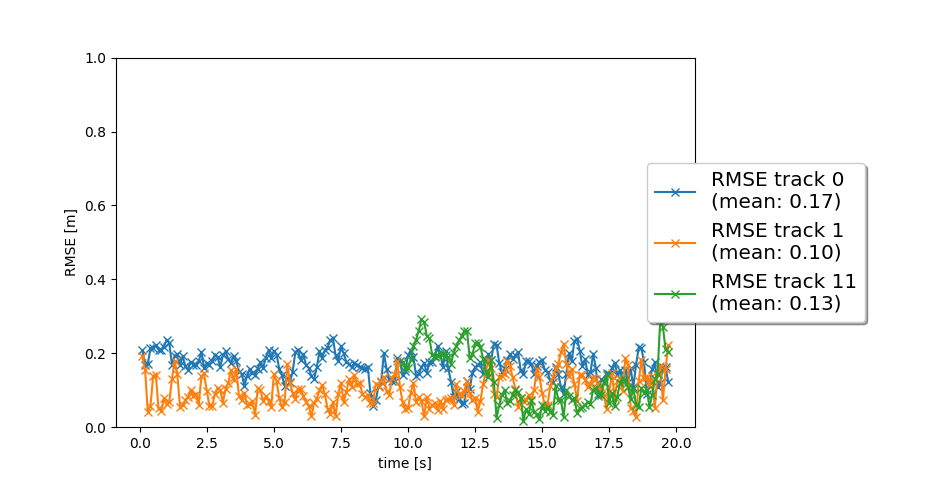 1.0
0.8
0.6
0.4
0.2
0.0
RMSE [m]
0.0 2.5 5.0 7.5 10.0 12.5 15.0 17.5 20.0
time [s]
RMSE track 0
(mean: 0.17)
RMSE track 1
(mean: 0.10)
RMSE track 11
(mean: 0.13)